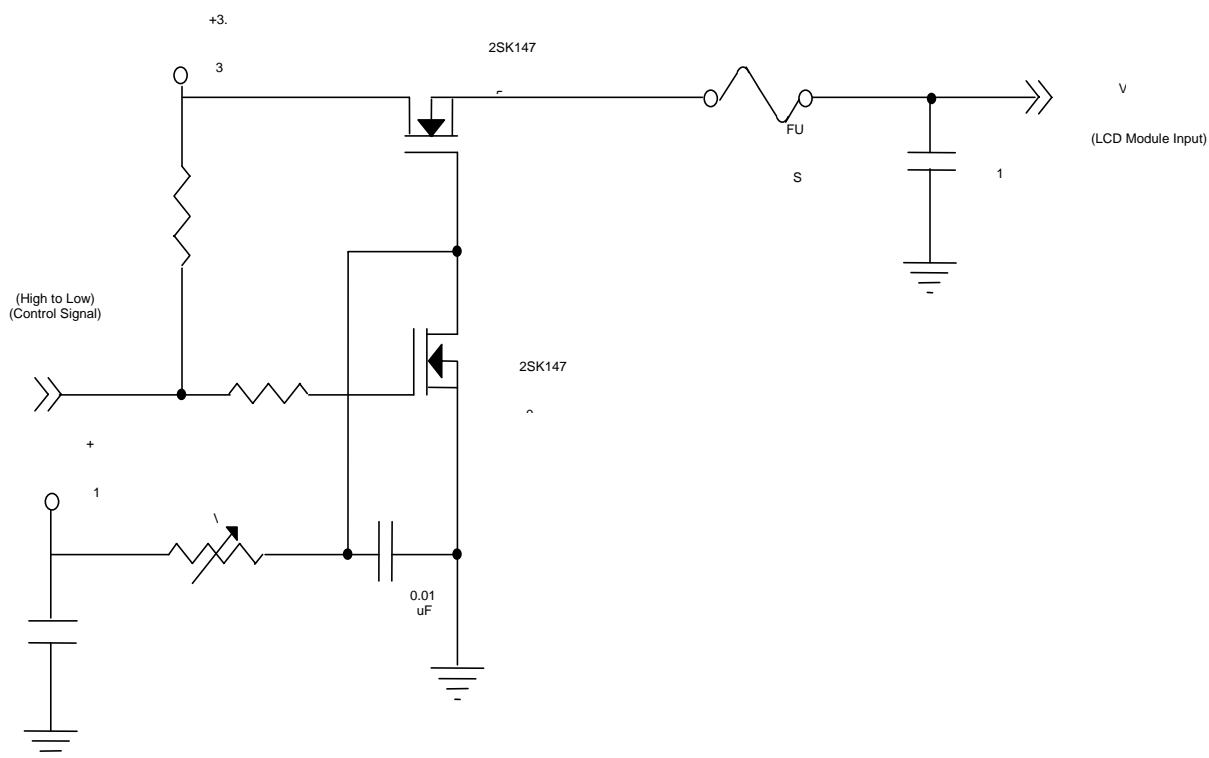 +3.
3
2SK147
FU
S
(LCD Module Input)
1
(High to Low)
(Control Signal)
2SK147
+
1
0.01
uF